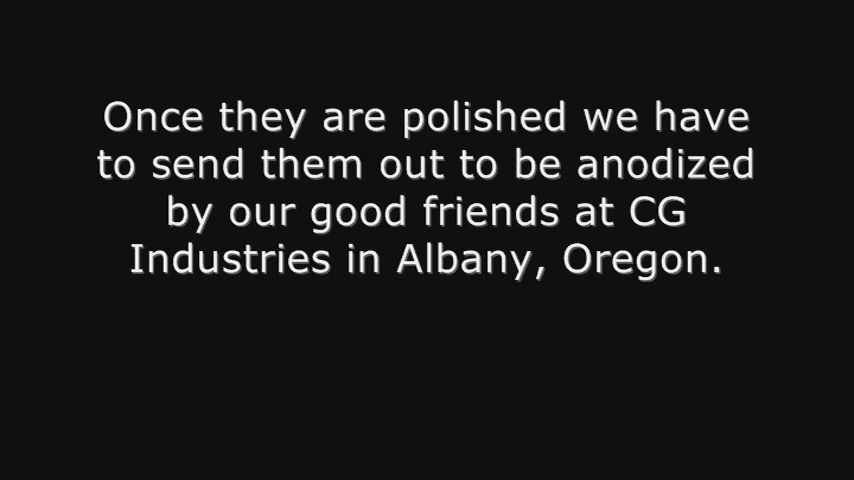 Once they are polished we have
to send them out to be anodized
by our good friends at CG
Industries in Albany, Oregon.